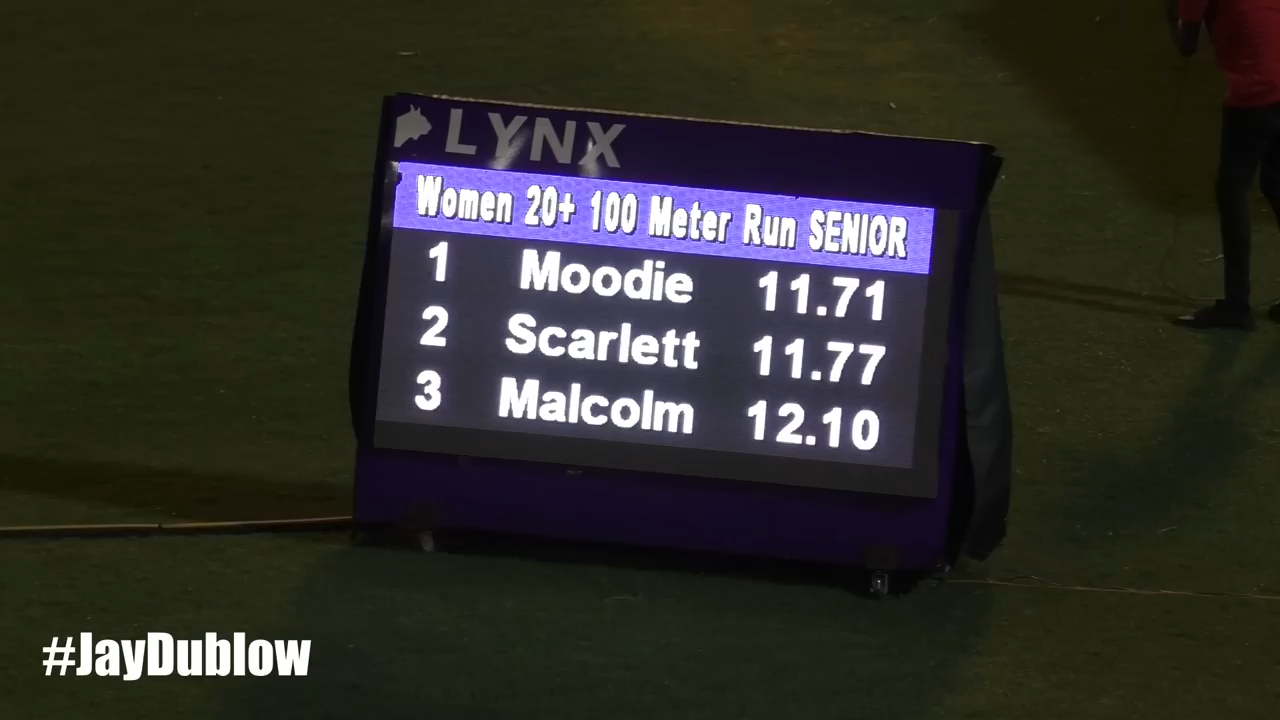 LYNX
Women 20+ 100 Meter Run SENIOR
1 Moodie 11.71
2 Scarlett 11.77
3 Malcolm 12.10
#JayDublow